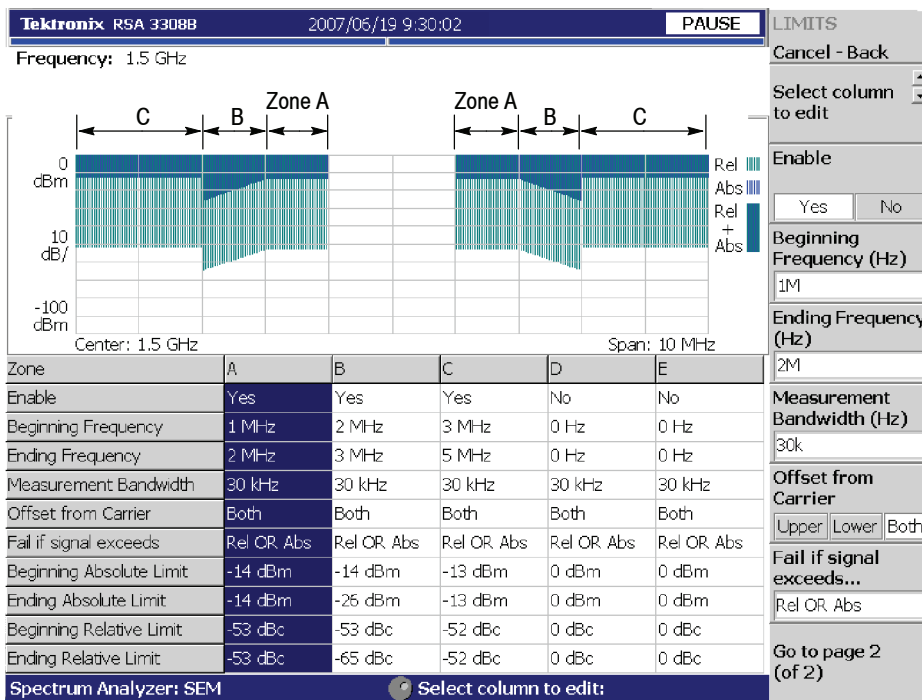 Tektronix RSA 3308B 2007/06/19 9:30:02 PAUSE
Frequency: 1.5 GHz
C B Zone A Zone A B C
0
dBm
10
dB/
-100
dBm
Rel
Abs
Rel
+
Abs
Center: 1.5 GHz Span: 10 MHz
Zone A B C D E
Enable Yes Yes Yes No No
Beginning Frequency 1 MHz 2 MHz 3 MHz 0 Hz 0 Hz
Ending Frequency 2 MHz 3 MHz 5 MHz 0 Hz 0 Hz
Measurement Bandwidth 30 kHz 30 kHz 30 kHz 30 kHz 30 kHz
Offset from Carrier Both Both Both Both Both
Fail if signal exceeds Rel OR Abs Rel OR Abs Rel OR Abs Rel OR Abs Rel OR Abs
Beginning Absolute Limit -14 dBm -14 dBm -13 dBm 0 dBm 0 dBm
Ending Absolute Limit -14 dBm -26 dBm -13 dBm 0 dBm 0 dBm
Beginning Relative Limit -53 dBc -53 dBc -52 dBc 0 dBc 0 dBc
Ending Relative Limit -53 dBc -65 dBc -52 dBc 0 dBc 0 dBc
Spectrum Analyzer: SEM Select column to edit:
LIMITS
Cancel - Back
Select column
to edit
Enable
Yes No
Beginning
Frequency (Hz)
1M
Ending Frequency
(Hz)
2M
Measurement
Bandwidth (Hz)
30k
Offset from
Carrier
Upper Lower Both
Fail if signal
exceeds...
Rel OR Abs
Go to page 2
(of 2)